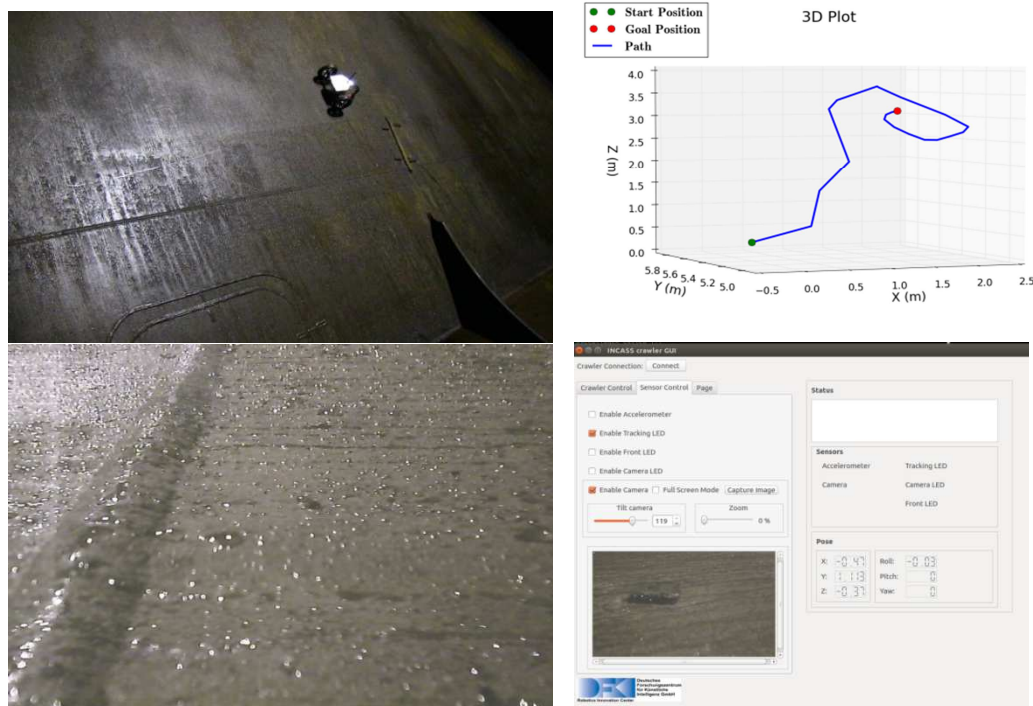 Start Position
Goal Position
Path
3D Plot
4.0
3.5
3.0
2.5
2.0
1.5
1.0
0.5
0.0
Z (m)
5.8 5.6 5.4 5.2 5.0
Y (m)
−0.5 0.0 0.5 1.0 1.5 2.0 2.5
X (m)
INCASS crawler GUI
Crawler Connection: Connect
Crawler Control Sensor Control Page
Enable Accelerometer
Enable Tracking LED
Enable Front LED
Enable Camera LED
Enable Camera Full Screen Mode Capture Image
Tilt camera Zoom
119 0 %
Status
Sensors
Accelerometer Tracking LED
Camera Camera LED
Front LED
Pose
X: -0.47 Roll: -0.03
Y: 1.113 Pitch: 0
Z: -0.37 Yaw: 0
Deutsches
Forschungszentrum
für Künstliche
Intelligenz GmbH
Robotics Innovation Center